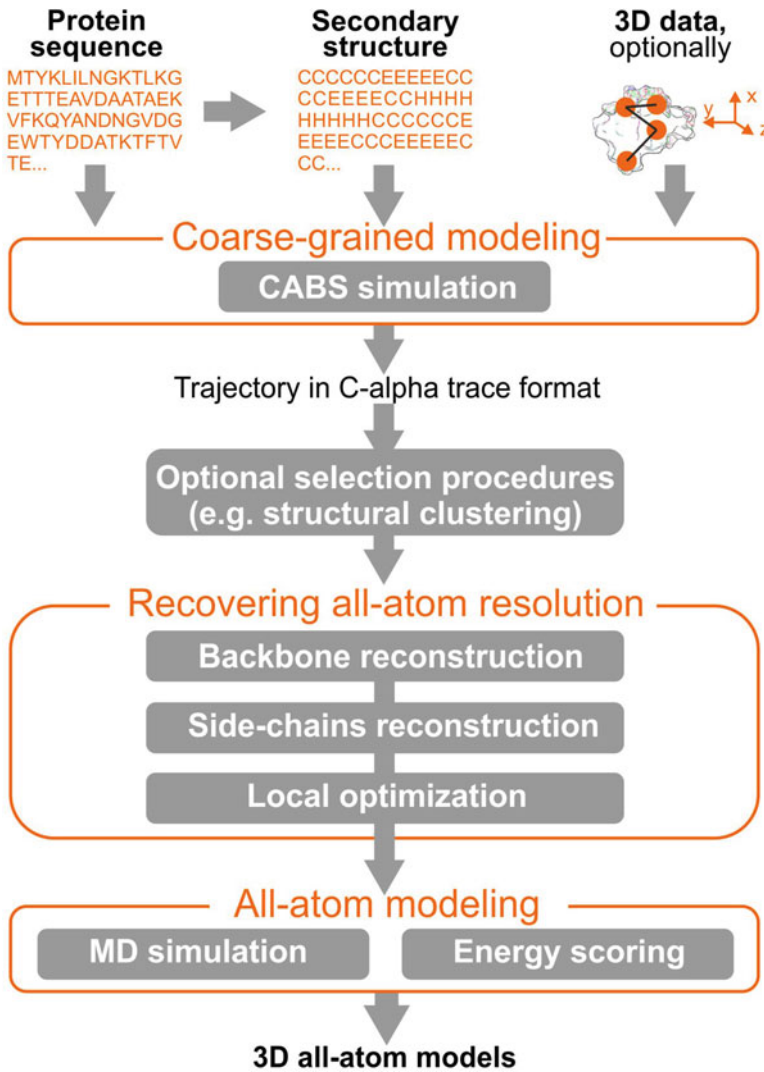 Protein
sequence
MTYKLILNGKTLKG
ETTTEAVDAATAEK
VFKQYANDNGVDG
EWTYDDATKTFTV
TE...
Secondary
structure
CCCCCCEEEEECC
CCEEEECCHHHH
HHHHHCCCCCCE
EEEECCCEEEEEC
CC...
3D data,
optionally
x
y
z
Coarse-grained modeling
CABS simulation
Trajectory in C-alpha trace format
Optional selection procedures
(e.g. structural clustering)
Recovering all-atom resolution
Backbone reconstruction
Side-chains reconstruction
Local optimization
All-atom modeling
MD simulation
Energy scoring
3D all-atom models